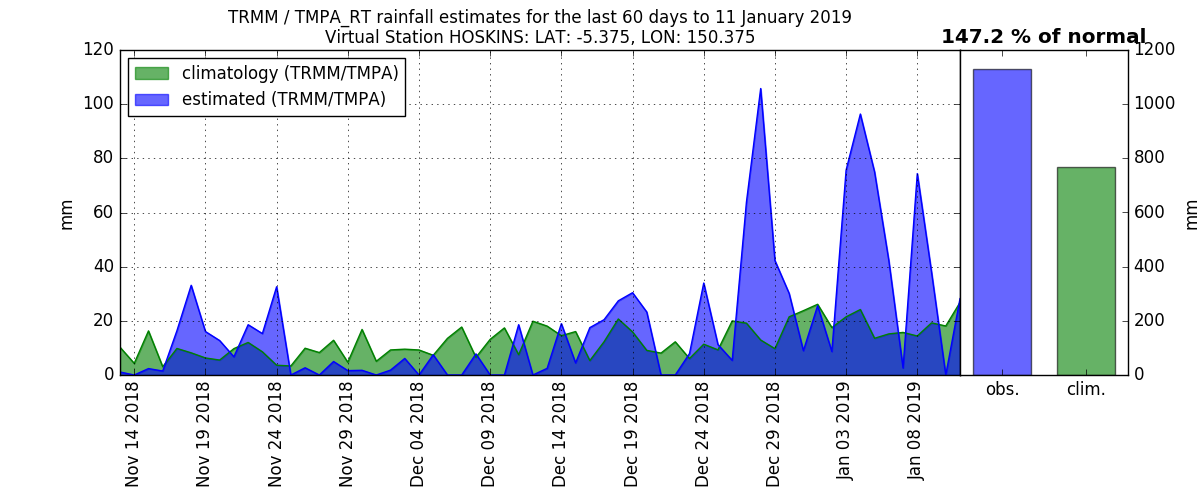 TRMM / TMPA_RT rainfall estimates for the last 60 days to 11 January 2019
Virtual Station HOSKINS: LAT: -5.375, LON: 150.375
147.2 % of normal
climatology (TRMM/TMPA)
estimated (TRMM/TMPA)
mm
120
100
80
60
40
20
0
Nov 14 2018
Nov 19 2018
Nov 24 2018
Nov 29 2018
Dec 04 2018
Dec 09 2018
Dec 14 2018
Dec 19 2018
Dec 24 2018
Dec 29 2018
Jan 03 2019
Jan 08 2019
obs.
clim.
1200
1000
800
600
400
200
0
mm